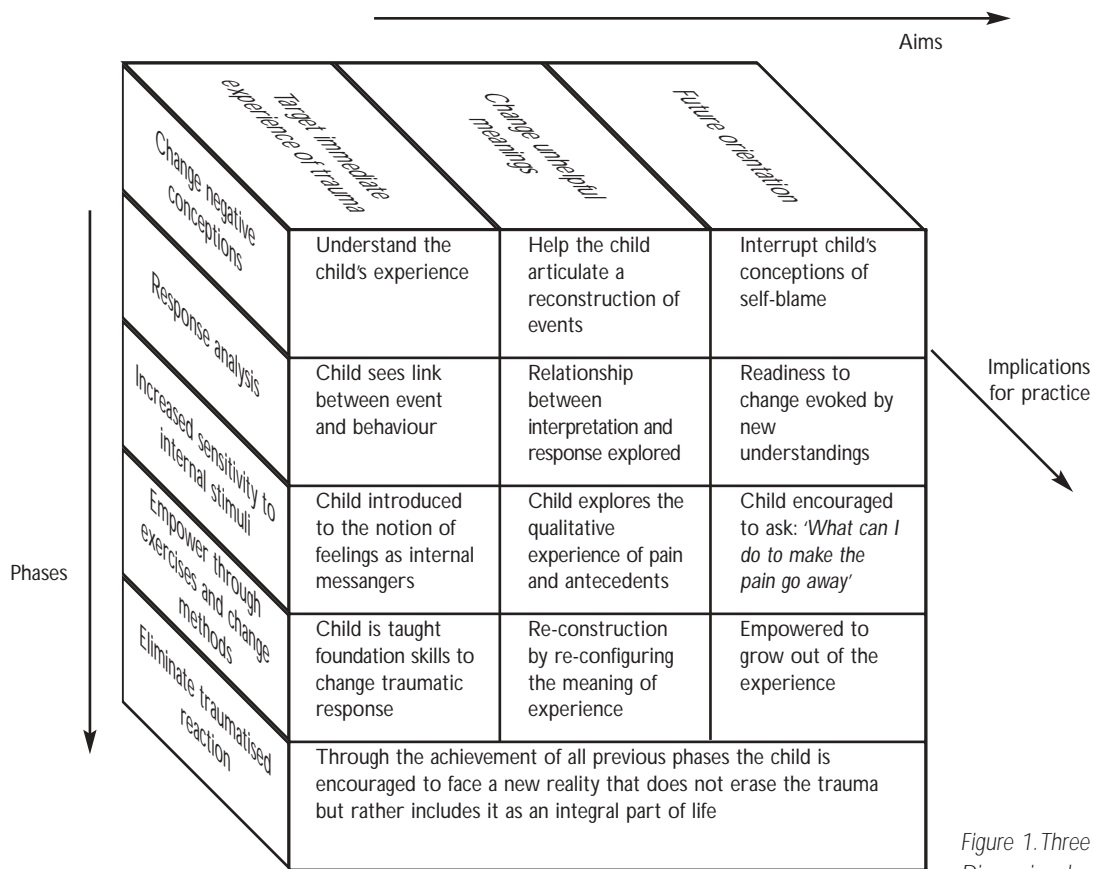 Aims
Target immediate
experience of trauma
Change unhelpful
meanings
Future orientation
Phases
Change negative
conceptions
Response analysis
Increased sensitivity to
internal stimuli
Empower through
exercises and change
methods
Eliminate traumatised
reaction
Understand the
child's experience
Help the child
articulate a
reconstruction of
events
Interrupt child's
conceptions of
self-blame
Implications
for practice
Child sees link
between event
and behaviour
Relationship
between
interpretation and
response explored
Readiness to
change evoked by
new
understandings
Child introduced
to the notion of
feelings as internal
messangers
Child explores the
qualitative
experience of pain
and antecedents
Child encouraged
to ask: 'What can I
do to make the
pain go away'
Child is taught
foundation skills to
change traumatic
response
Re-construction
by re-configuring
the meaning of
experience
Empowered to
grow out of the
experience
Through the achievement of all previous phases the child is
encouraged to face a new reality that does not erase the trauma
but rather includes it as an integral part of life
Figure 1. Three